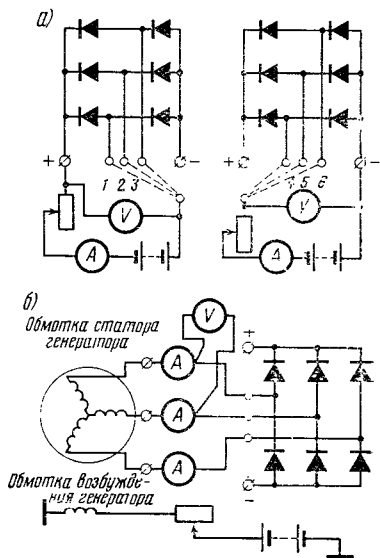 а)
+ - + -
1 2 3
4 5 6
V V
A A
б)
V
Обмотка статора
генератора
A
+
A
A
-
Обмотка возбужде-
ния генератора